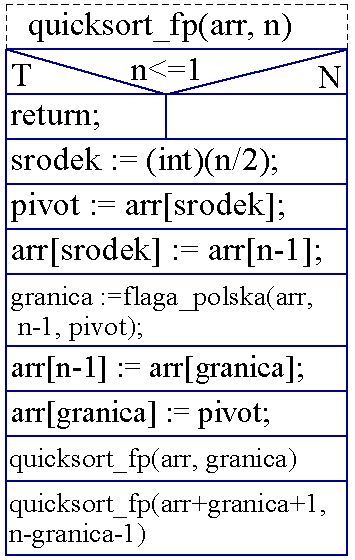 quicksort_fp(arr, n)
T n<=1 N
return;
srodek := (int)(n/2);
pivot := arr[srodek];
arr[srodek] := arr[n-1];
granica :=flaga_polska(arr,
n-1, pivot);
arr[n-1] := arr[granica];
arr[granica] := pivot;
quicksort_fp(arr, granica)
quicksort_fp(arr+granica+1,
n-granica-1)